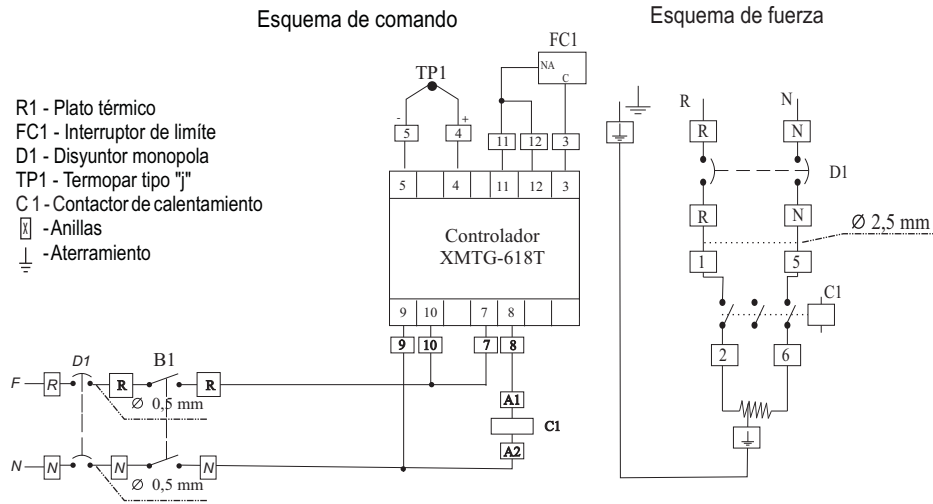 Esquema de comando
Esquema de fuerza
R1 - Plato térmico
FC1 - Interruptor de limíte
D1 - Disyuntor monopola
TP1 - Termopar tipo "j"
C 1 - Contactor de calentamiento
X - Anillas
- Aterramiento
FC1
NA
C
TP1
- +
5 4 11 12 3
5 4 11 12 3
Controlador
XMTG-618T
9 10 7 8
9 10 7 8
F R D1 R B1 R
Ø 0,5 mm
A1
C1
A2
N N N N
Ø 0,5 mm
R N
R N
D1
R N
Ø 2,5 mm
1 5
C1
2 6